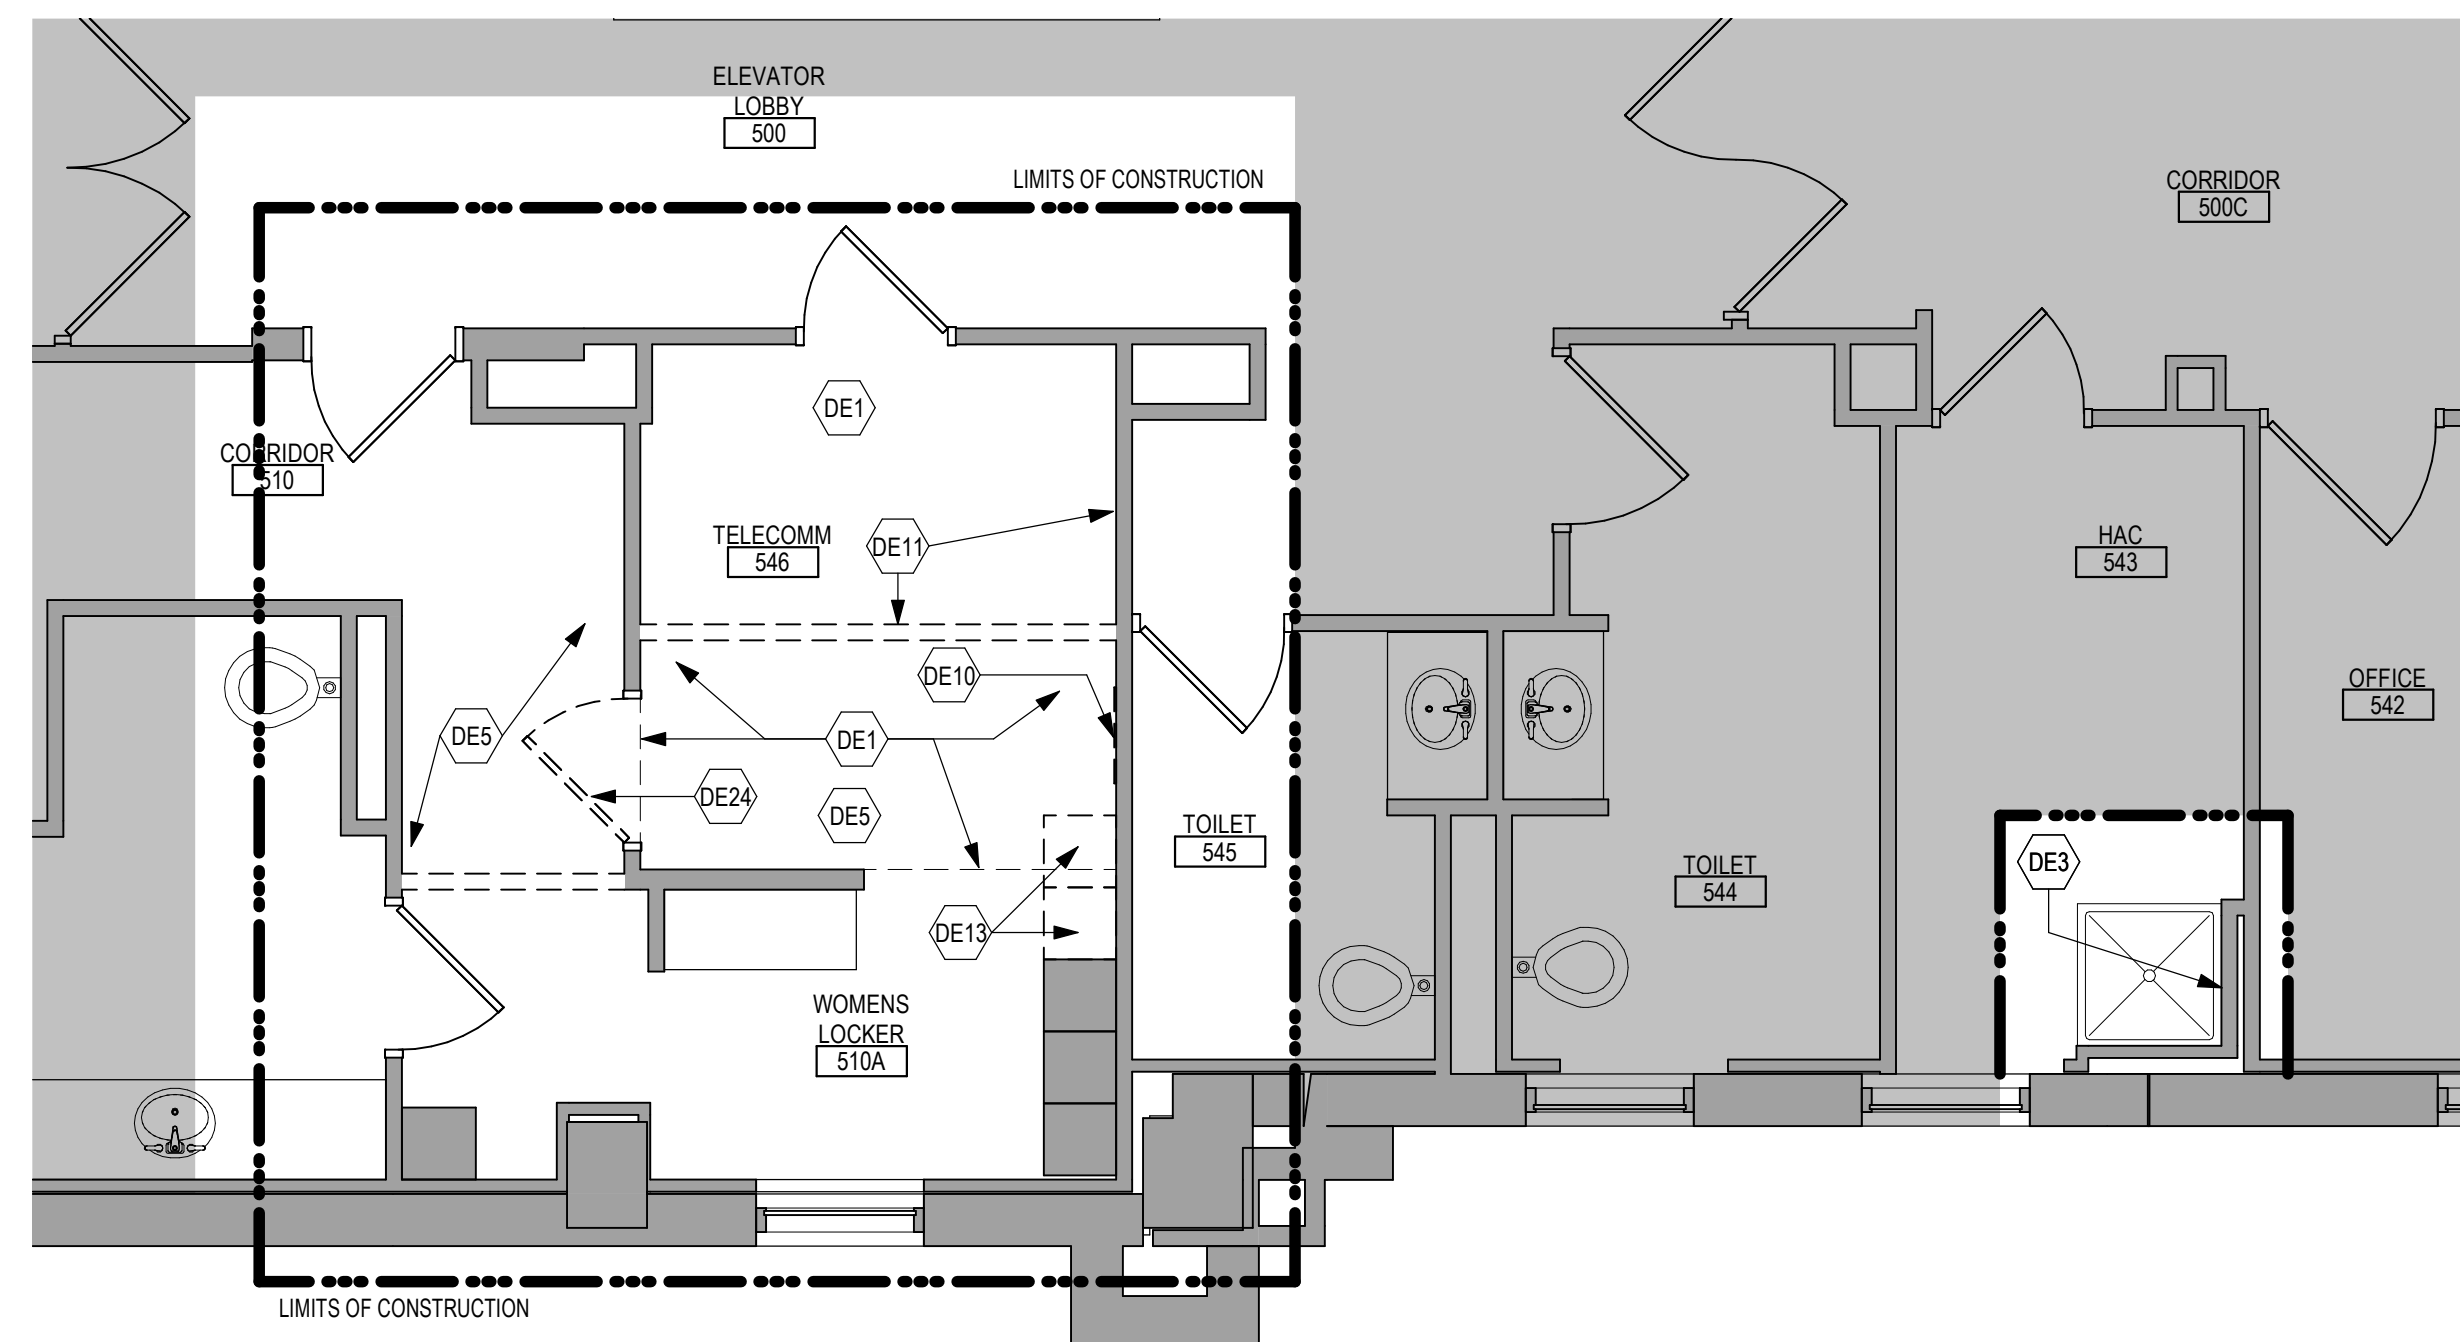 ELEVATOR
LOBBY
500
LIMITS OF CONSTRUCTION
CORRIDOR
500C
DE1
CORRIDOR
510
TELECOMM
546
DE11
HAC
543
DE10
OFFICE
542
DE5
DE1
DE24
DE5
TOILET
545
TOILET
544
DE3
DE13
WOMENS
LOCKER
510A
LIMITS OF CONSTRUCTION